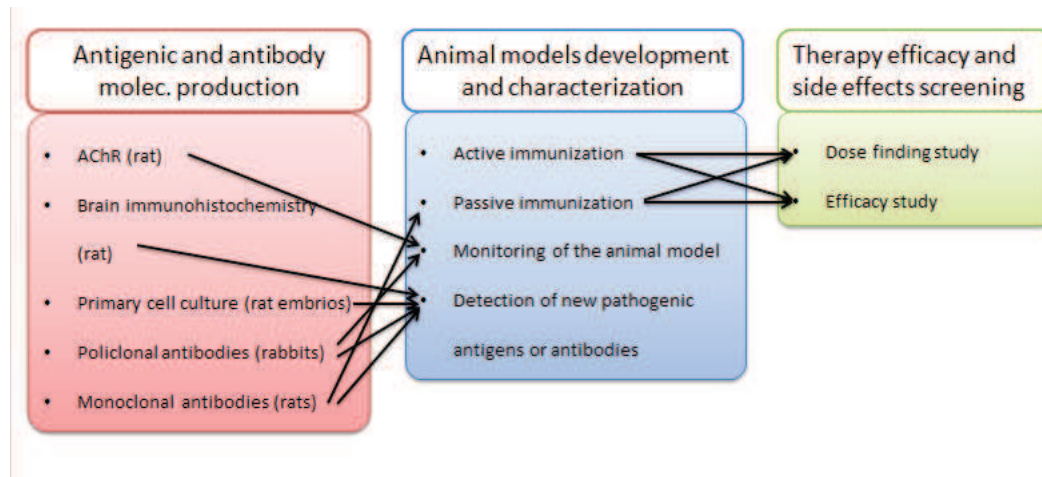 Antigenic and antibody
molec. production
• AChR (rat)
• Brain immunohistochemistry
(rat)
• Primary cell culture (rat embrios)
• Policlonal antibodies (rabbits)
• Monoclonal antibodies (rats)
Animal models development
and characterization
• Active immunization
• Passive immunization
• Monitoring of the animal model
• Detection of new pathogenic
antigens or antibodies
Therapy efficacy and
side effects screening
• Dose finding study
• Efficacy study